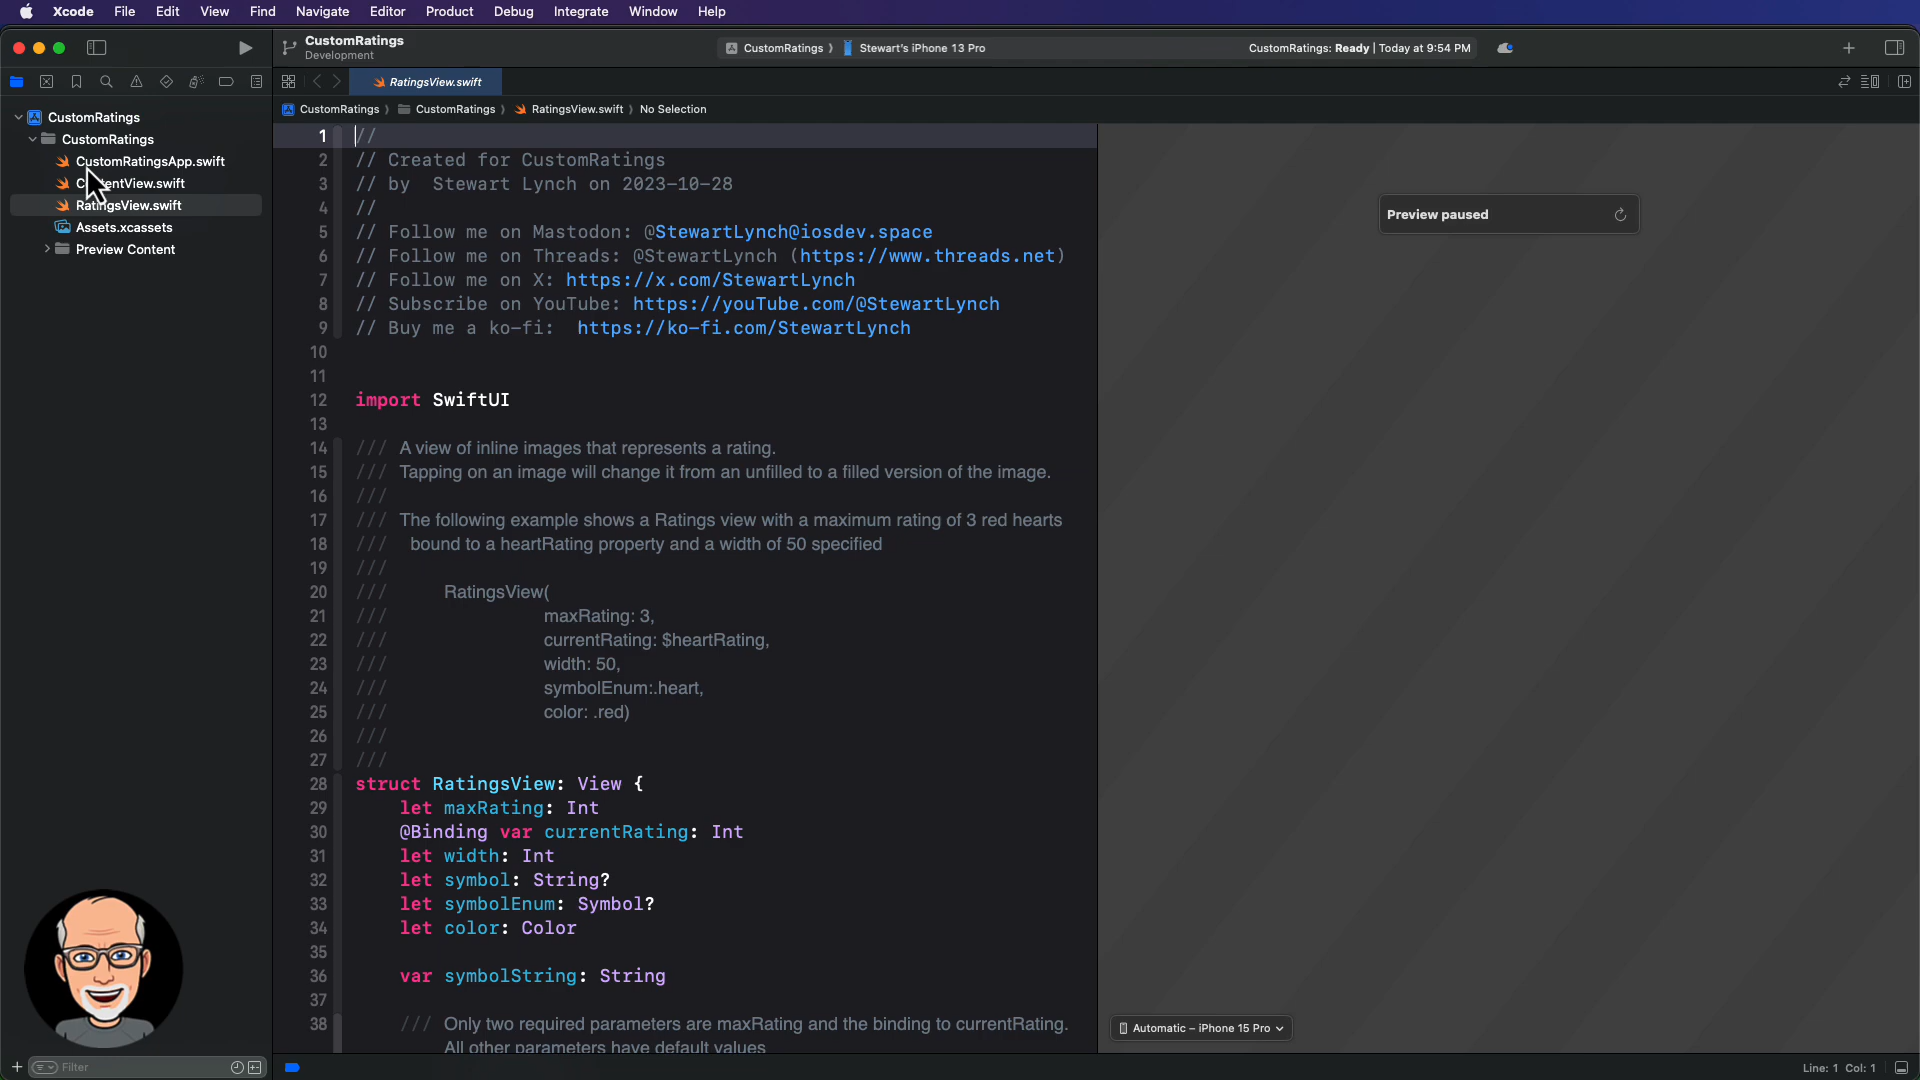 Xcode File Edit View Find Navigate Editor Product Debug Integrate Window Help
CustomRatings
Development
CustomRatings Stewart's iPhone 13 Pro
CustomRatings: Ready | Today at 9:54 PM
RatingsView.swift
CustomRatings CustomRatings RatingsView.swift No Selection
CustomRatings
CustomRatings
CustomRatingsApp.swift
RatingsView.swift
Assets.xcassets
Preview Content
1 //
2 // Created for CustomRatings
3 // by  Stewart Lynch on 2023-10-28
4 //
5 // Follow me on Mastodon: @StewartLynch@iosdev.space
6 // Follow me on Threads: @StewartLynch (https://www.threads.net)
7 // Follow me on X: https://x.com/StewartLynch
8 // Subscribe on YouTube: https://youTube.com/@StewartLynch
9 // Buy me a ko-fi:  https://ko-fi.com/StewartLynch
10
11
12 import SwiftUI
13
14 /// A view of inline images that represents a rating.
15 /// Tapping on an image will change it from an unfilled to a filled version of the image.
16 ///
17 /// The following example shows a Ratings view with a maximum rating of 3 red hearts
18 /// bound to a heartRating property and a width of 50 specified
19 ///
20 /// RatingsView(
21 /// maxRating: 3,
22 /// currentRating: $heartRating,
23 /// width: 50,
24 /// symbolEnum:.heart,
25 /// color: .red)
26 ///
27 ///
28 struct RatingsView: View {
29 let maxRating: Int
30 @Binding var currentRating: Int
31 let width: Int
32 let symbol: String?
33 let symbolEnum: Symbol?
34 let color: Color
35
36 var symbolString: String
37
38 /// Only two required parameters are maxRating and the binding to currentRating.
All other parameters have default values
Preview paused
Automatic – iPhone 15 Pro
Filter
Line: 1 Col: 1